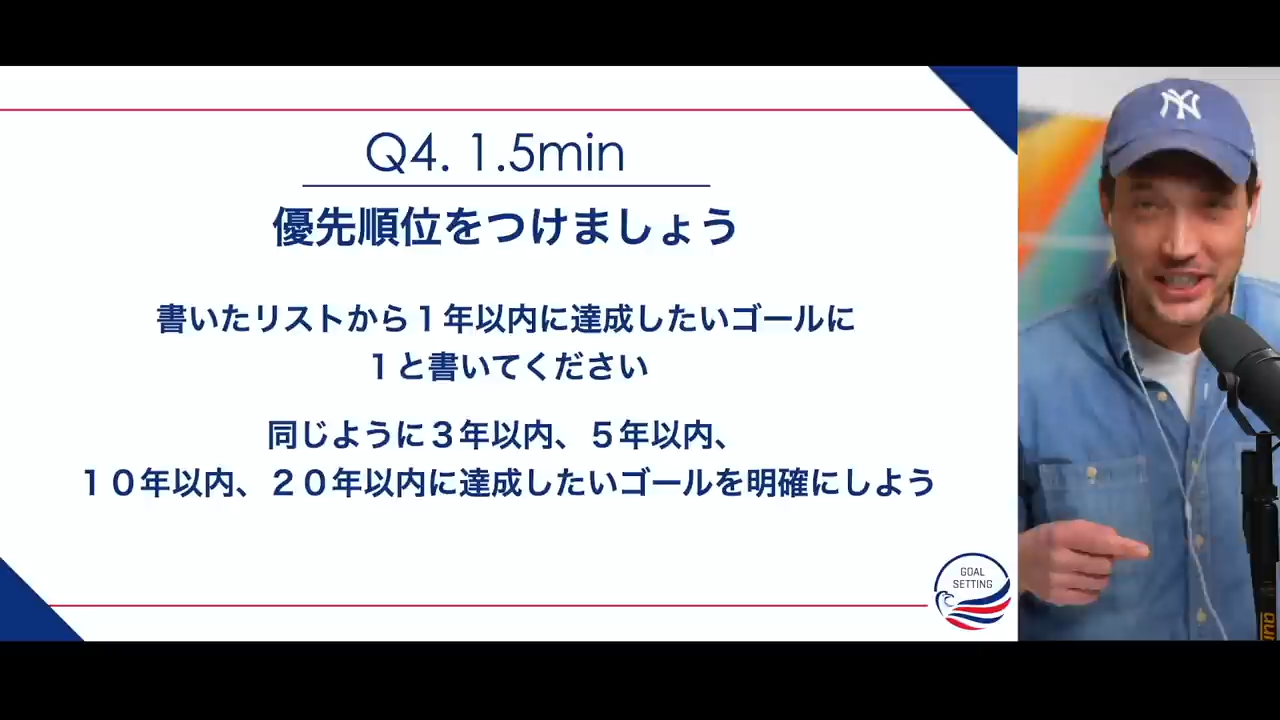 Q4. 1.5min
優先順位をつけましょう
書いたリストから１年以内に達成したいゴールに
１と書いてください
同じように３年以内、５年以内、
１０年以内、２０年以内に達成したいゴールを明確にしよう
GOAL
SETTING
NY